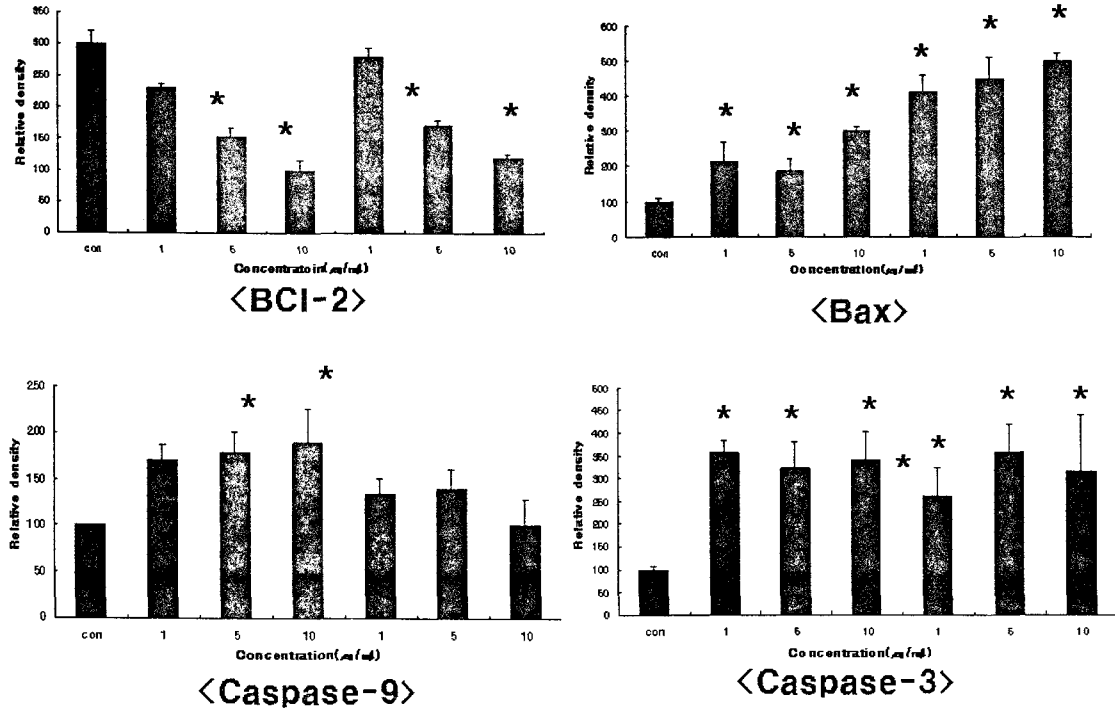 Relative density
350
300
250
200
150
100
50
0
* * * *
con 1 5 10 1 5 10
Concentratoin(㎍/㎖)
<BCl-2>
Relative density
600
500
400
300
200
100
0
* * * * * *
con 1 5 10 1 5 10
Concentration(㎍/㎖)
<Bax>
Relative density
250
200
150
100
50
0
* *
con 1 5 10 1 5 10
Concentration(㎍/㎖)
<Caspase-9>
Relative density
500
450
400
350
300
250
200
150
100
50
0
* * * * * * *
con 1 5 10 1 5 10
Concentration(㎍/㎖)
<Caspase-3>